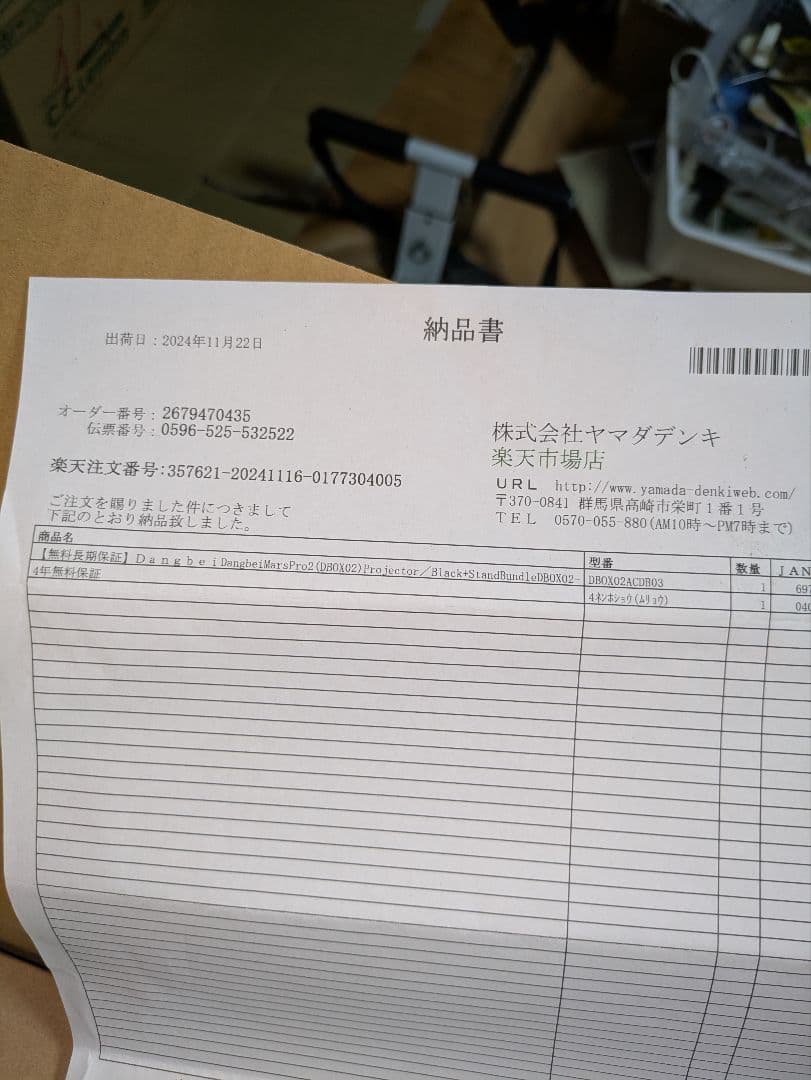 C.C.Lemon
納品書
出荷日：2024年11月22日
オーダー番号：2679470435
伝票番号：0596-525-532522
楽天注文番号：357621-20241116-0177304005
株式会社ヤマダデンキ
楽天市場店
ＵＲＬ http://www.yamada-denkiweb.com/
〒370-0841 群馬県高崎市栄町１番１号
ＴＥＬ 0570-055-880(AM10時～PM7時まで)
ご注文を賜りました件につきまして
下記のとおり納品致しました。
商品名 型番 数量 ＪＡＮ
【無料長期保証】ＤａｎｇｂｅｉDangbeiMarsPro2(DBOX02)Projector／Black+StandBundleDBOX02- DBOX02ACDB03 1 697
4年無料保証 4ﾈﾝﾎｼｮｳ(ﾑﾘｮｳ) 1 040